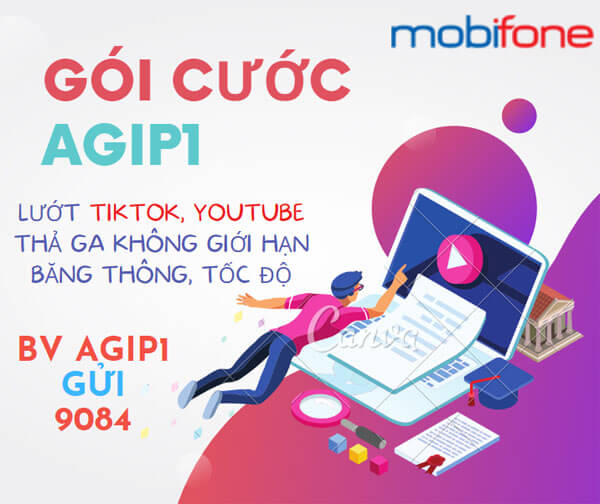 mobifone
GÓI CƯỚC
AGIP1
LƯỚT TIKTOK, YOUTUBE
THẢ GA KHÔNG GIỚI HẠN
BĂNG THÔNG, TỐC ĐỘ
BV AGIP1
GỬI
9084
Canva